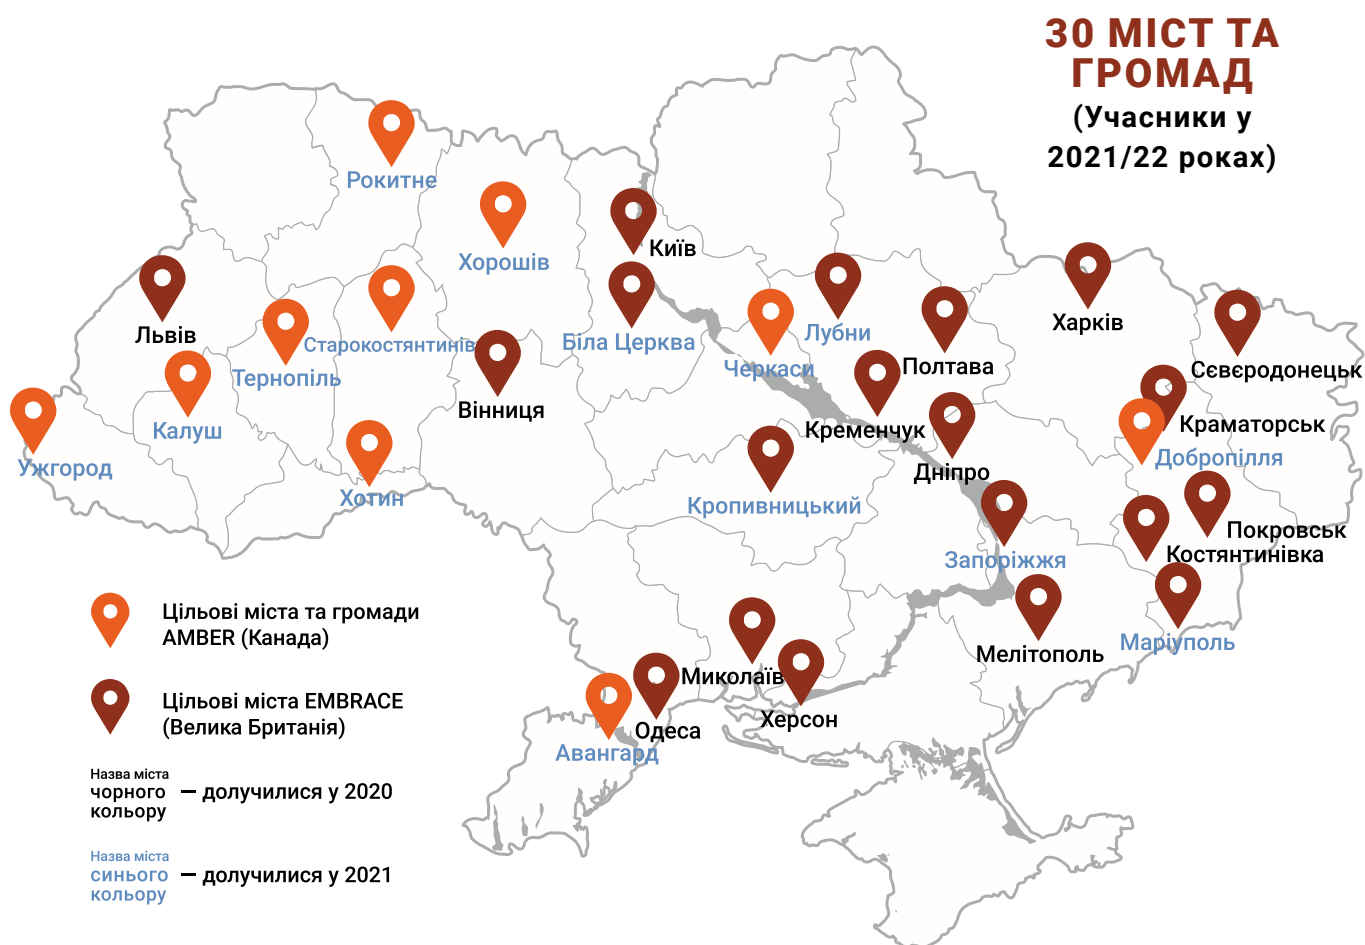 30 МІСТ ТА
ГРОМАД
(Учасники у
2021/22 роках)
Рокитне
Хорошів
Київ
Львів
Старокостянтинів
Біла Церква
Лубни
Харків
Черкаси
Тернопіль
Полтава
Сєвєродонецьк
Вінниця
Калуш
Кременчук
Краматорськ
Ужгород
Хотин
Дніпро
Добропілля
Кропивницький
Покровськ
Костянтинівка
Запоріжжя
Мелітополь
Маріуполь
Миколаїв
Херсон
Одеса
Авангард
Цільові міста та громади
AMBER (Канада)
Цільові міста EMBRACE
(Велика Британія)
Назва міста
чорного
кольору
— долучилися у 2020
Назва міста
синього
кольору
— долучилися у 2021